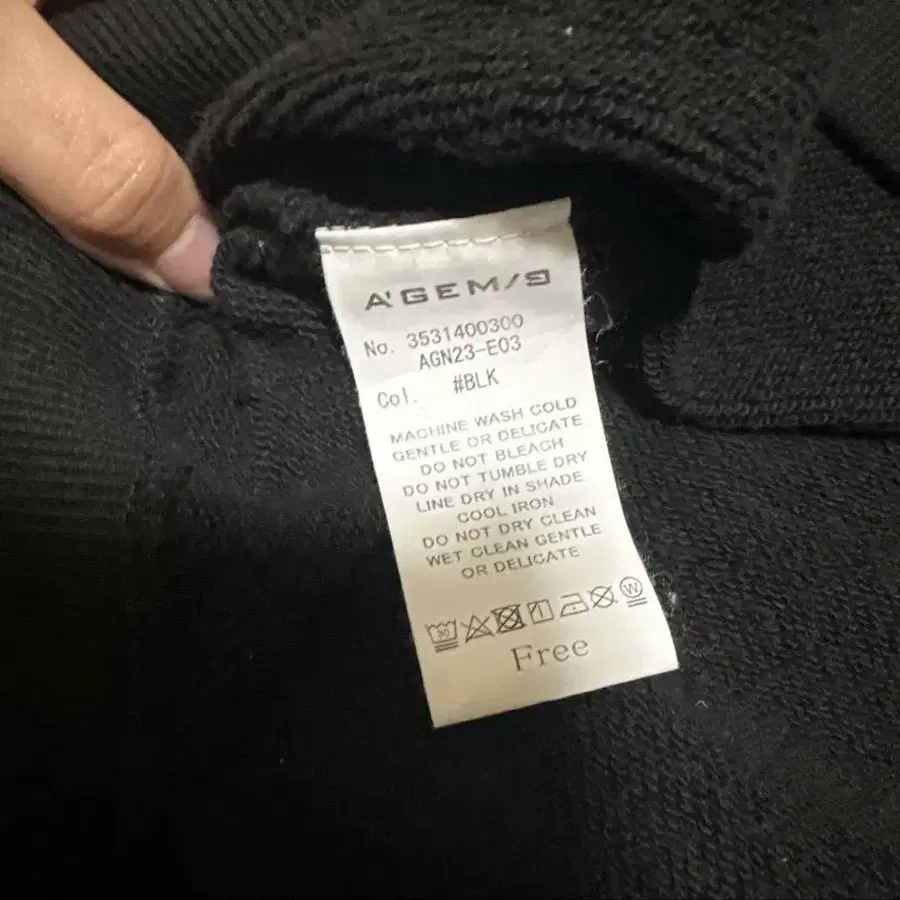 A'GEM/9
No. 3531400300
AGN23-E03
Col. #BLK
MACHINE WASH COLD
GENTLE OR DELICATE
DO NOT BLEACH
DO NOT TUMBLE DRY
LINE DRY IN SHADE
COOL IRON
DO NOT DRY CLEAN
WET CLEAN GENTLE
OR DELICATE
30 W
Free